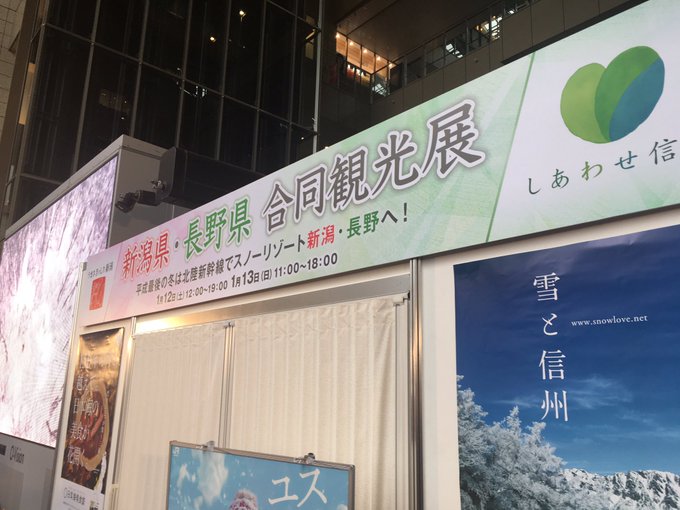 新潟県・長野県 合同観光展
平成最後の冬は北陸新幹線でスノーリゾート新潟・長野へ!
1月12日(土)12:00~19:00 1月13日(日)11:00~18:00
しあわせ信
雪と信州
www.snowlove.net
ユス